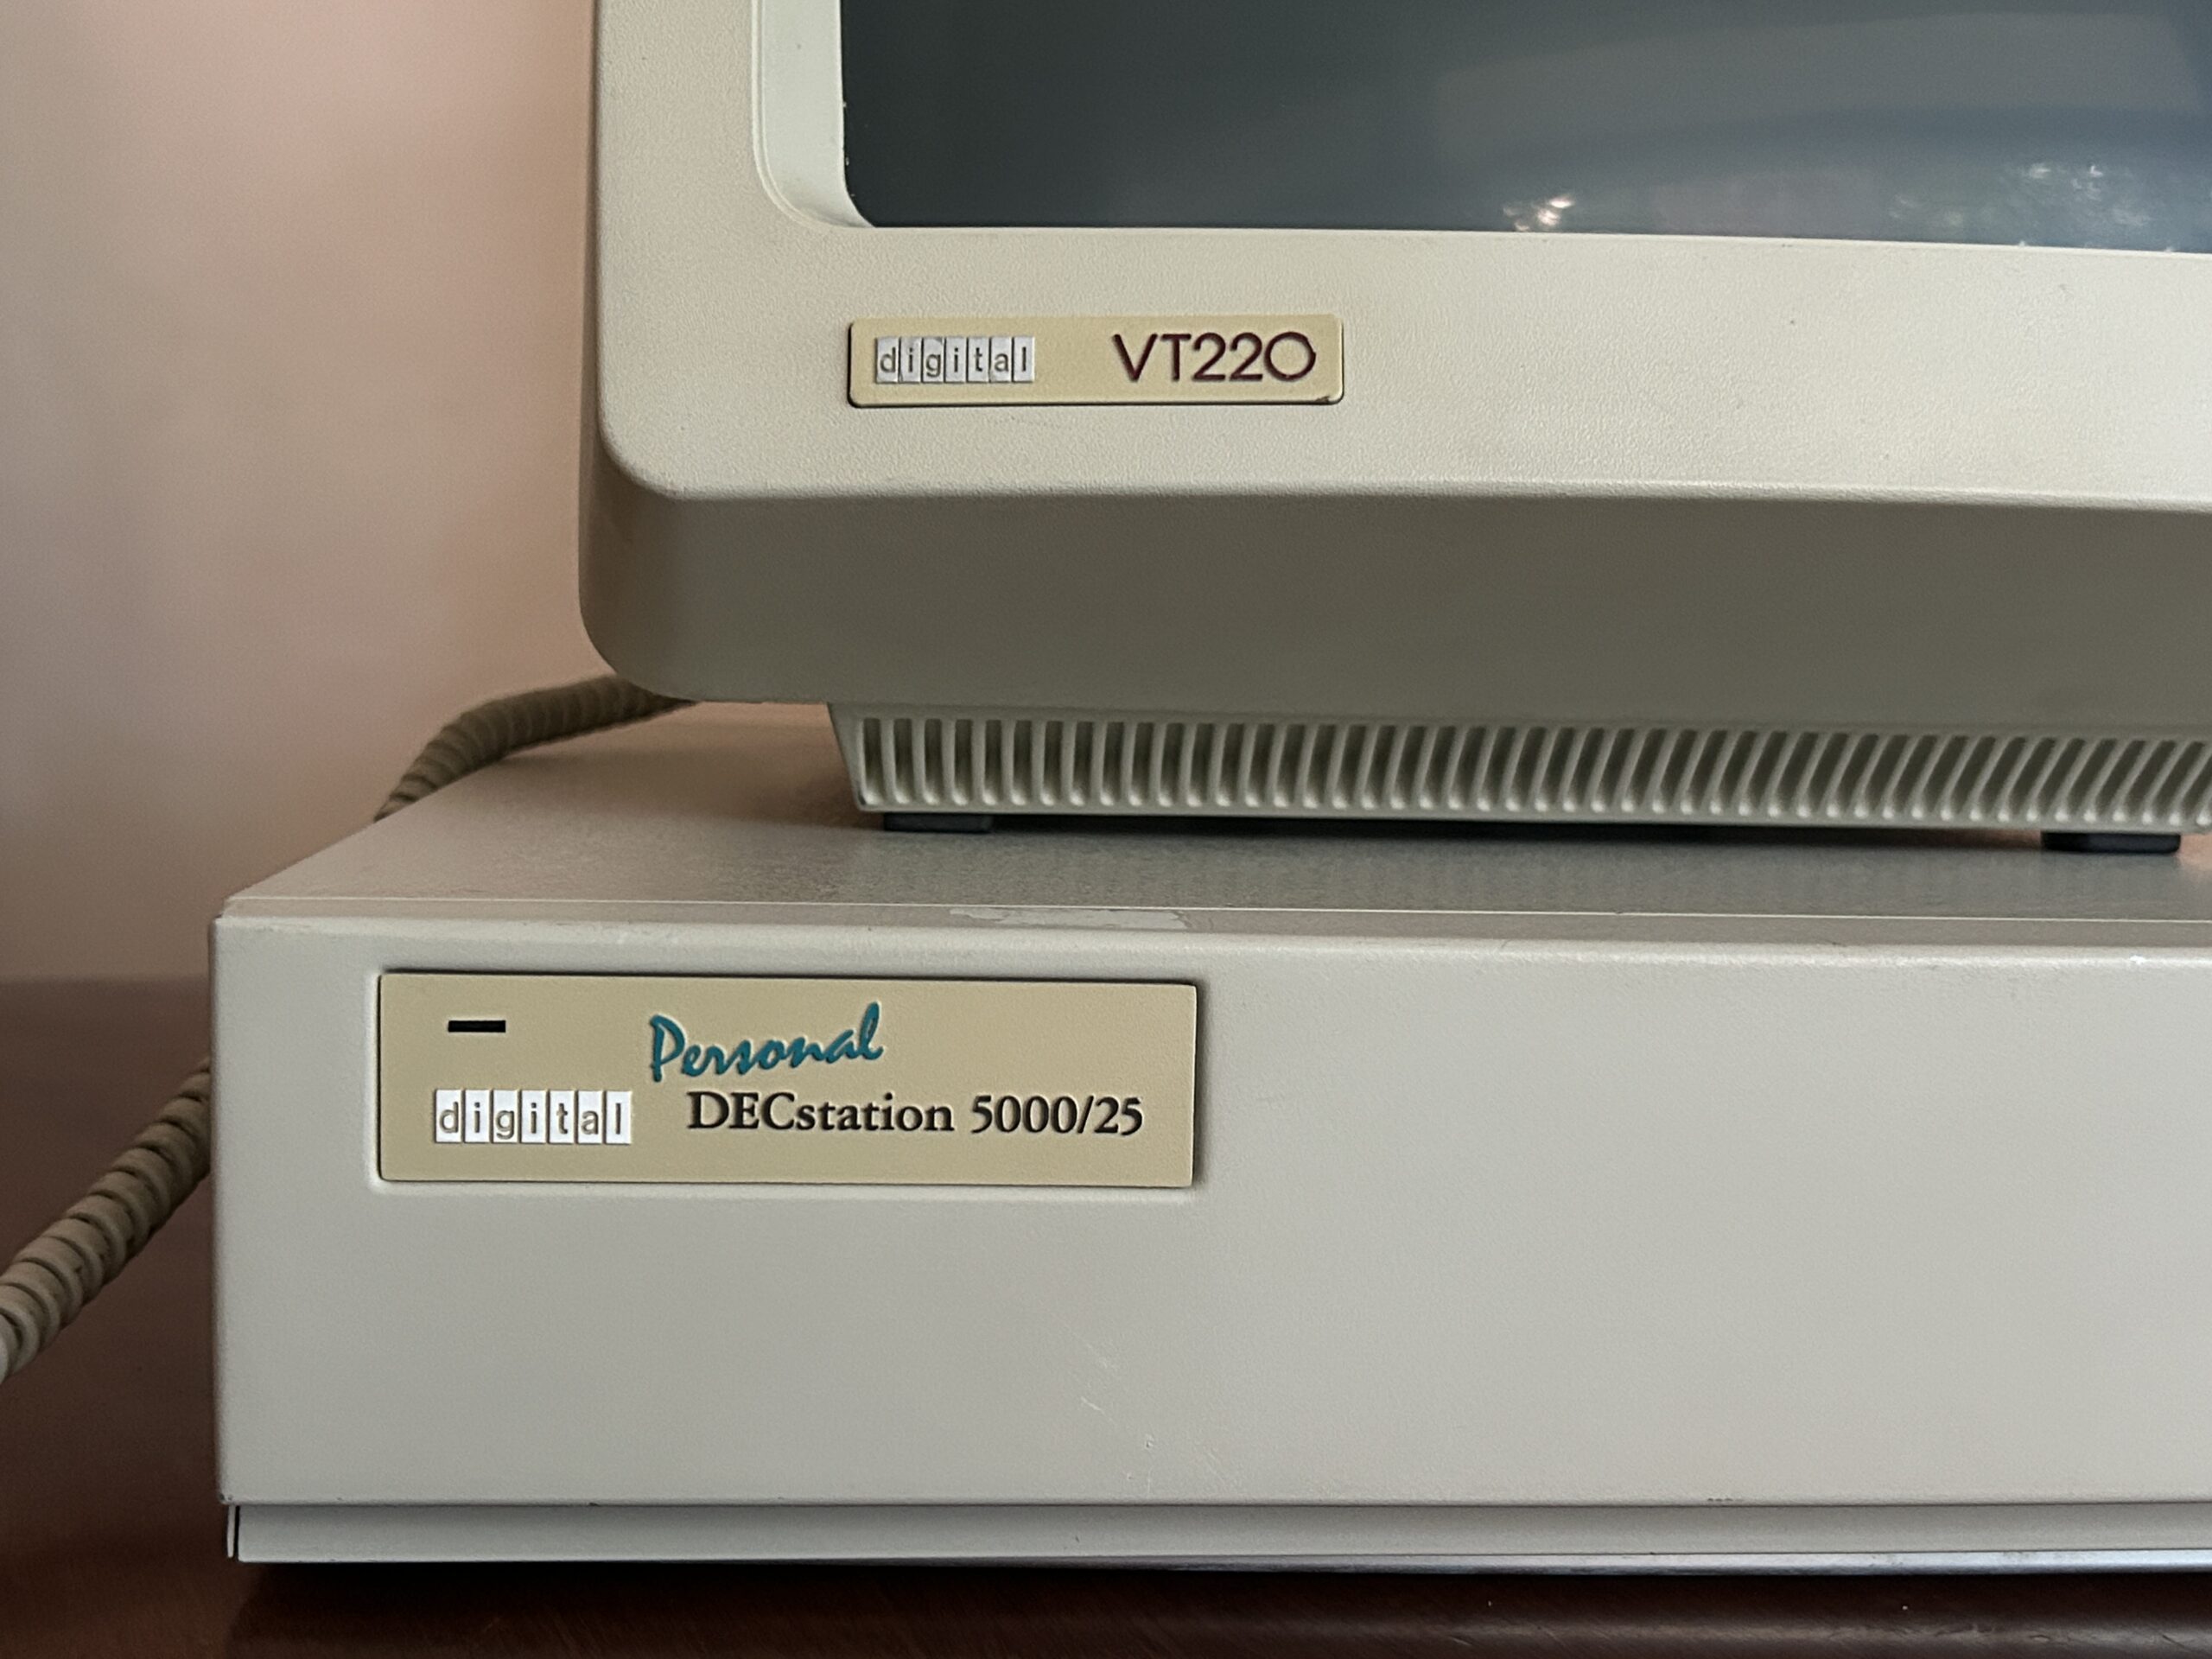 digital VT220
Personal
digital DECstation 5000/25